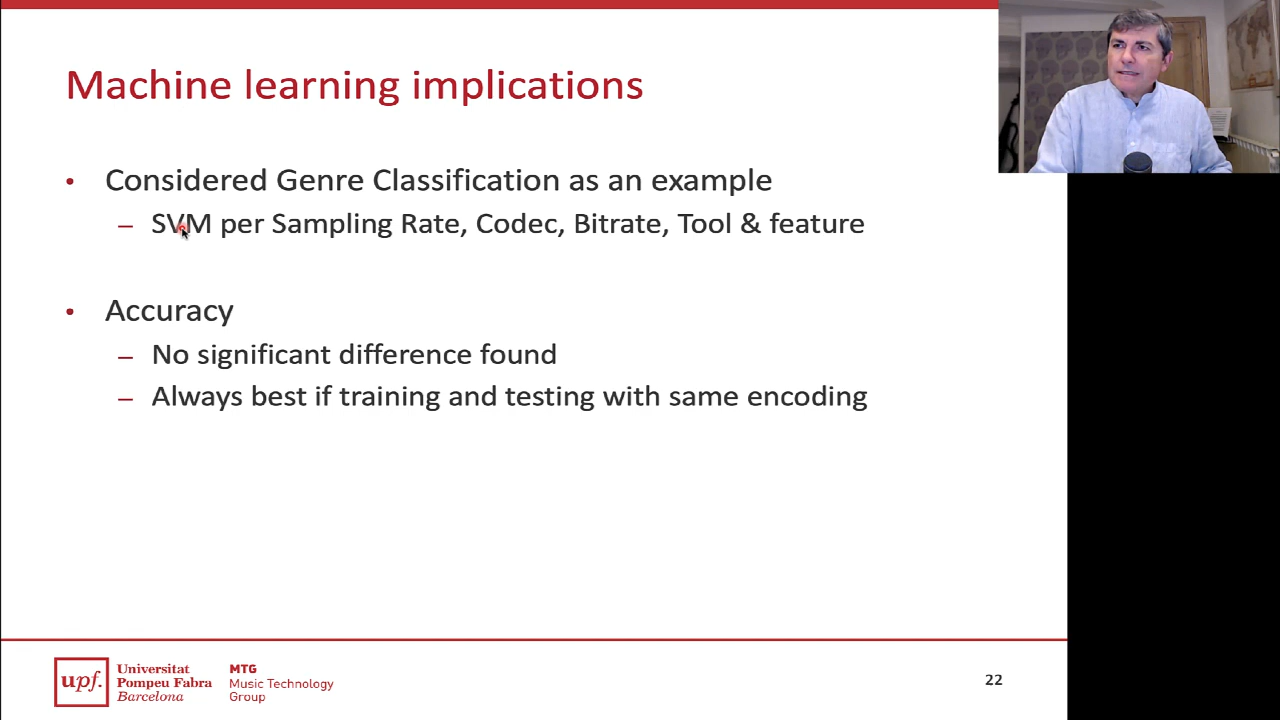 Machine learning implications
• Considered Genre Classification as an example
– SVM per Sampling Rate, Codec, Bitrate, Tool & feature
• Accuracy
– No significant difference found
– Always best if training and testing with same encoding
upf.
Universitat
Pompeu Fabra
Barcelona
MTG
Music Technology
Group
22